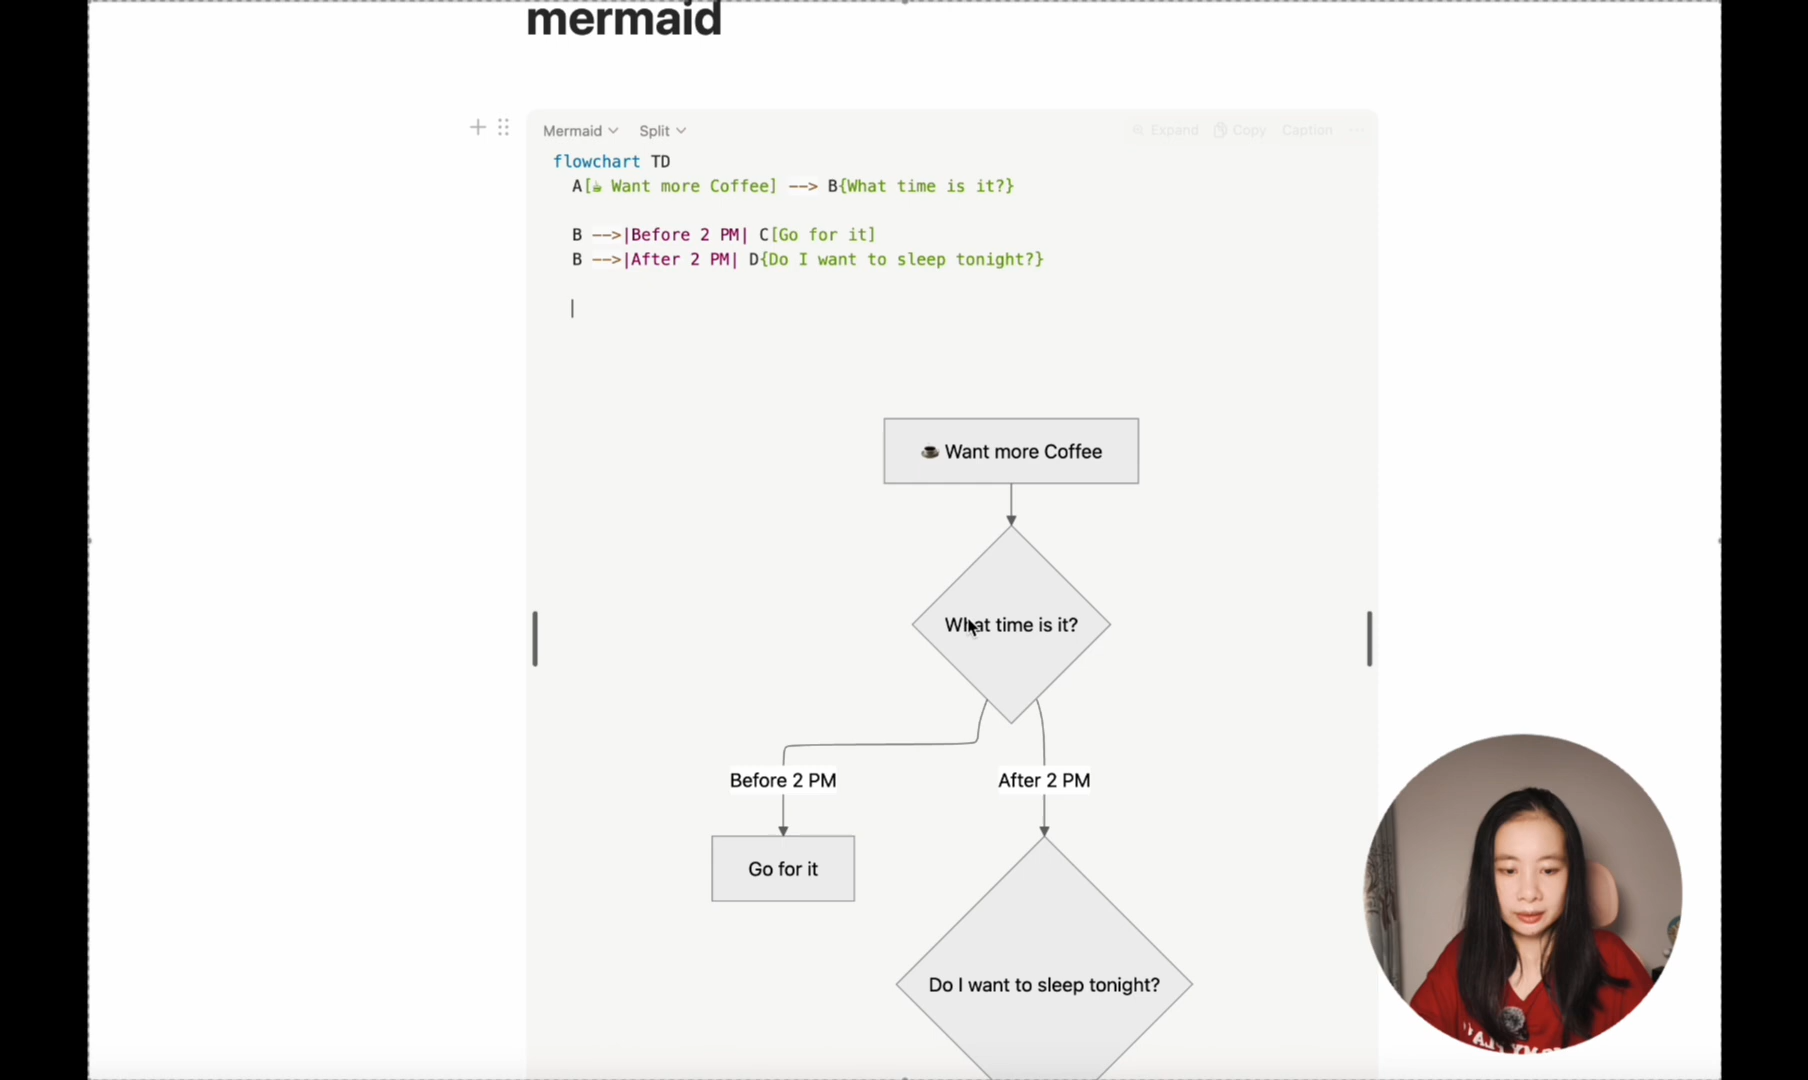 mermaid
Mermaid Split Expand Copy Caption
flowchart TD
A[☕ Want more Coffee] --> B{What time is it?}
B -->|Before 2 PM| C[Go for it]
B -->|After 2 PM| D{Do I want to sleep tonight?}
☕ Want more Coffee
What time is it?
Before 2 PM
After 2 PM
Go for it
Do I want to sleep tonight?